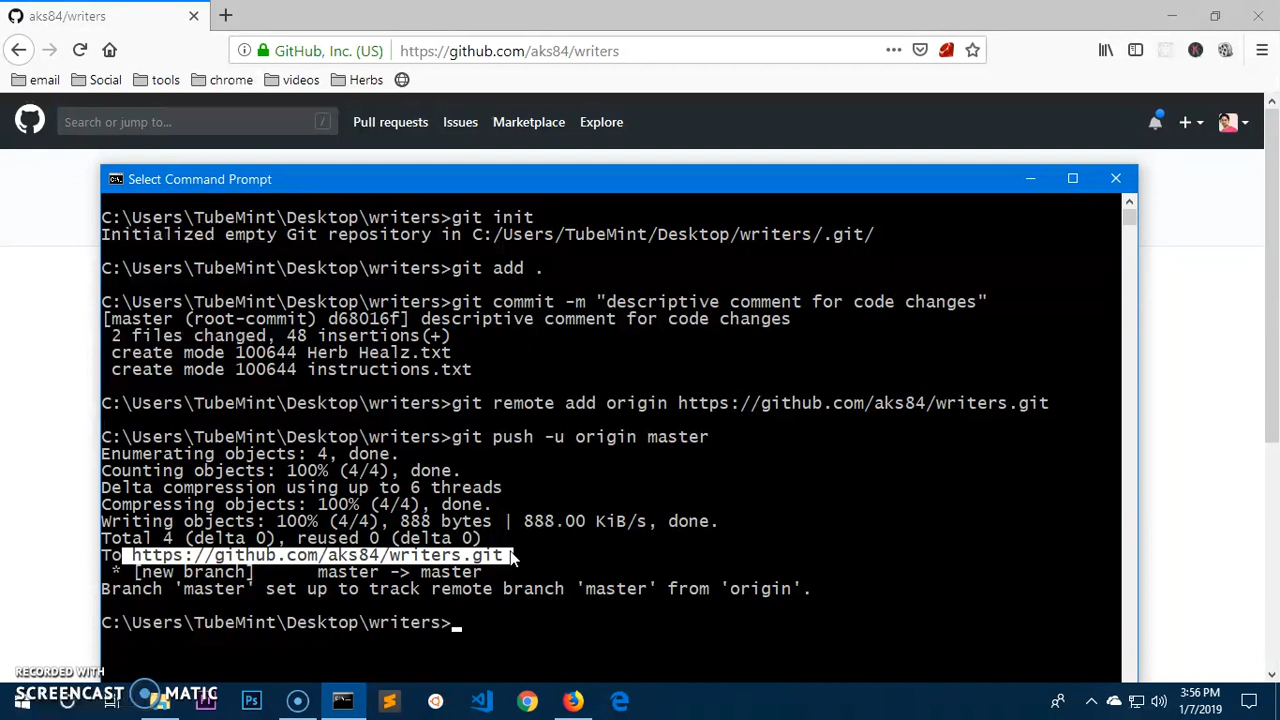 aks84/writers
GitHub, Inc. (US) https://github.com/aks84/writers
email Social tools chrome videos Herbs
Search or jump to... / Pull requests Issues Marketplace Explore
Select Command Prompt
C:\Users\TubeMint\Desktop\writers>git init
Initialized empty Git repository in C:/Users/TubeMint/Desktop/writers/.git/
C:\Users\TubeMint\Desktop\writers>git add .
C:\Users\TubeMint\Desktop\writers>git commit -m "descriptive comment for code changes"
[master (root-commit) d68016f] descriptive comment for code changes
2 files changed, 48 insertions(+)
create mode 100644 Herb Healz.txt
create mode 100644 instructions.txt
C:\Users\TubeMint\Desktop\writers>git remote add origin https://github.com/aks84/writers.git
C:\Users\TubeMint\Desktop\writers>git push -u origin master
Enumerating objects: 4, done.
Counting objects: 100% (4/4), done.
Delta compression using up to 6 threads
Compressing objects: 100% (4/4), done.
Writing objects: 100% (4/4), 888 bytes | 888.00 KiB/s, done.
Total 4 (delta 0), reused 0 (delta 0)
To https://github.com/aks84/writers.git
* [new branch] master -> master
Branch 'master' set up to track remote branch 'master' from 'origin'.
C:\Users\TubeMint\Desktop\writers>
RECORDED WITH
SCREENCAST MATIC
3:56 PM
1/7/2019